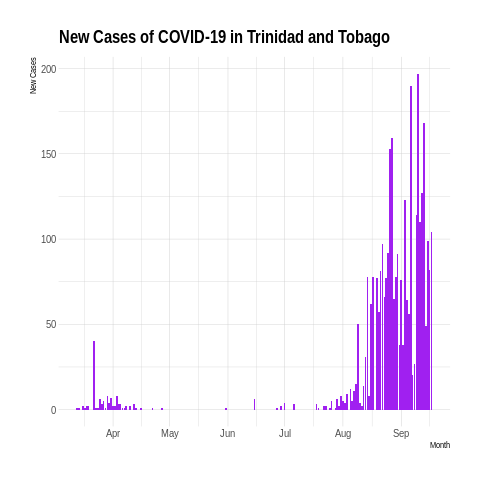 New Cases of COVID-19 in Trinidad and Tobago
New Cases
200
150
100
50
0
Apr May Jun Jul Aug Sep
Month